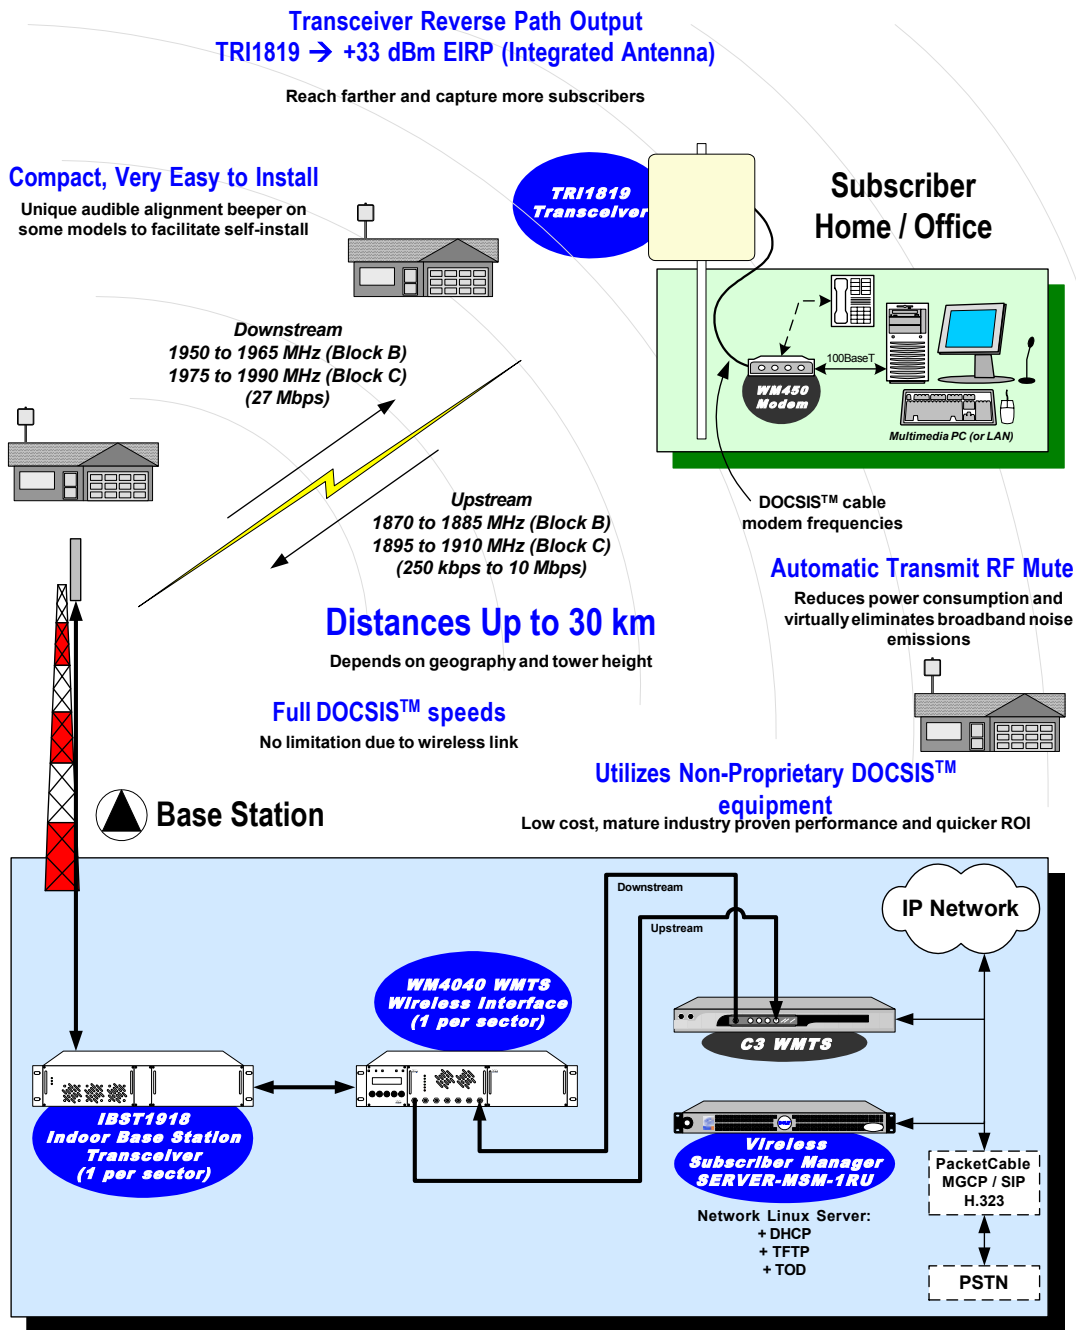 Transceiver Reverse Path Output
TRI1819 → +33 dBm EIRP (Integrated Antenna)
Reach farther and capture more subscribers
Compact, Very Easy to Install
Unique audible alignment beeper on
some models to facilitate self-install
TRI1819
Transceiver
Subscriber
Home / Office
Downstream
1950 to 1965 MHz (Block B)
1975 to 1990 MHz (Block C)
(27 Mbps)
100BaseT
WM450
Modem
Multimedia PC (or LAN)
Upstream
1870 to 1885 MHz (Block B)
1895 to 1910 MHz (Block C)
(250 kbps to 10 Mbps)
DOCSIS™ cable
modem frequencies
Automatic Transmit RF Mute
Reduces power consumption and
virtually eliminates broadband noise
emissions
Distances Up to 30 km
Depends on geography and tower height
Full DOCSIS™ speeds
No limitation due to wireless link
Utilizes Non-Proprietary DOCSIS™
equipment
Low cost, mature industry proven performance and quicker ROI
Base Station
Downstream
Upstream
IP Network
WM4040 WMTS
Wireless Interface
(1 per sector)
C3 WMTS
IBST1918
Indoor Base Station
Transceiver
(1 per sector)
Vireless
Subscriber Manager
SERVER-MSM-1RU
Network Linux Server:
+ DHCP
+ TFTP
+ TOD
PacketCable
MGCP / SIP
H.323
PSTN